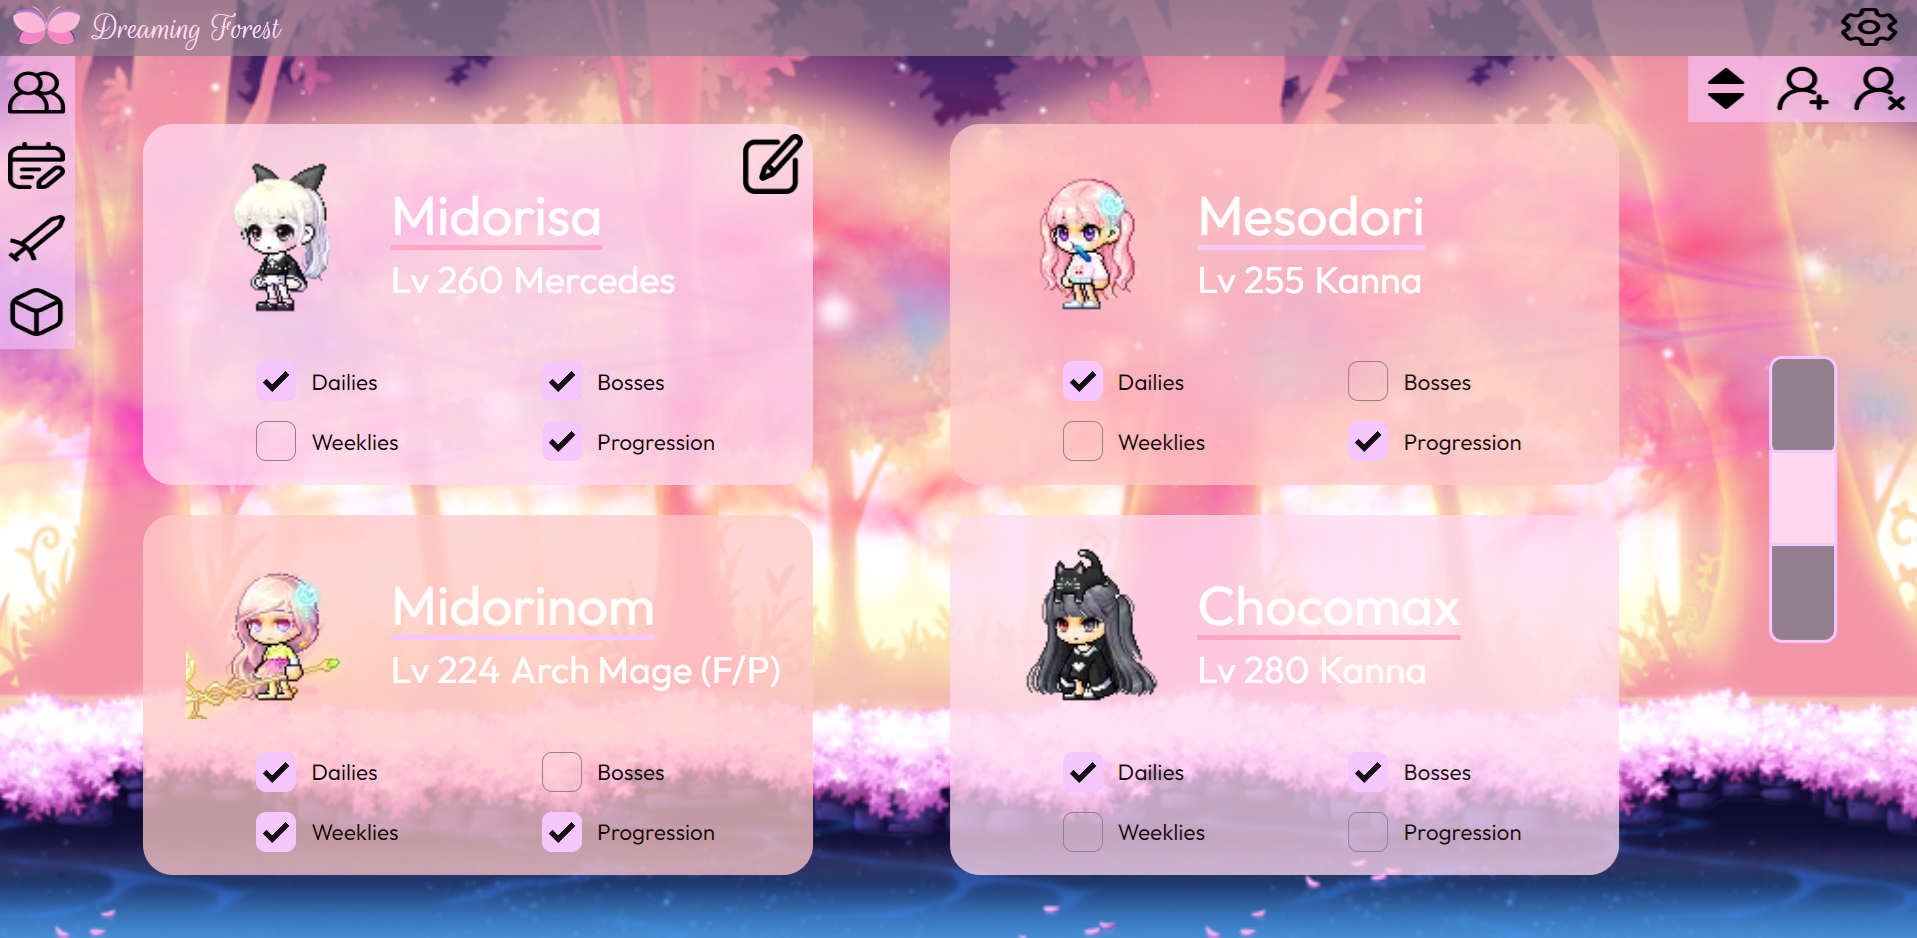 Dreaming Forest
Midorisa
Lv 260 Mercedes
Dailies
Bosses
Weeklies
Progression
Mesodori
Lv 255 Kanna
Dailies
Bosses
Weeklies
Progression
Midorinom
Lv 224 Arch Mage (F/P)
Dailies
Bosses
Weeklies
Progression
Chocomax
Lv 280 Kanna
Dailies
Bosses
Weeklies
Progression